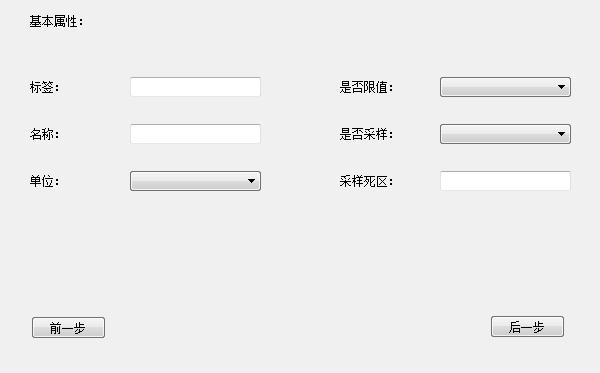 基本属性：
标签： 是否限值：
名称： 是否采样：
单位： 采样死区：
前一步 后一步